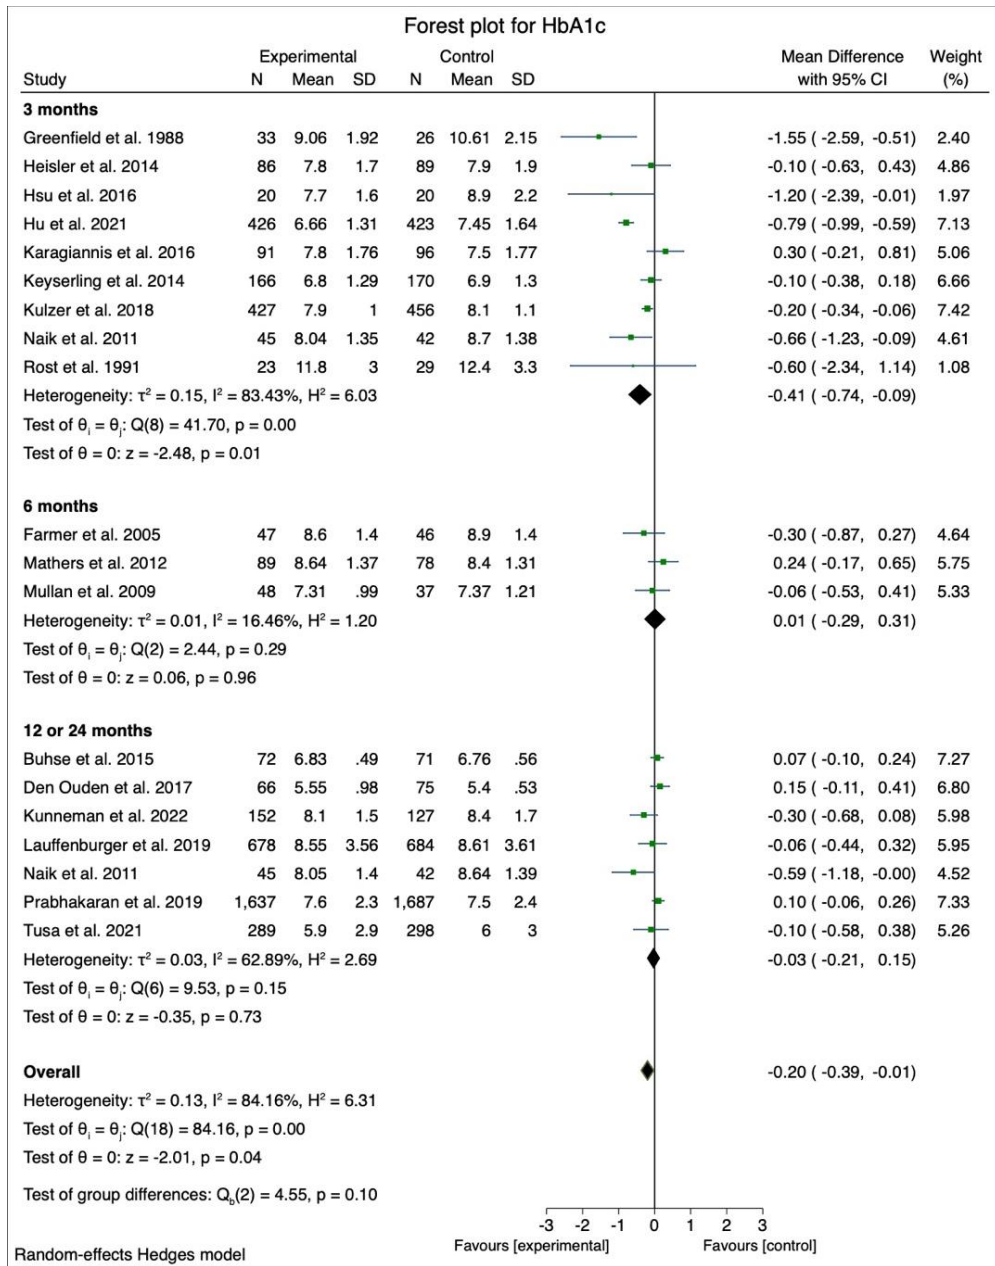 Forest plot for HbA1c
Experimental Control Mean Difference Weight
Study N Mean SD N Mean SD with 95% CI (%)
3 months
Greenfield et al. 1988 33 9.06 1.92 26 10.61 2.15 -1.55 ( -2.59, -0.51) 2.40
Heisler et al. 2014 86 7.8 1.7 89 7.9 1.9 -0.10 ( -0.63, 0.43) 4.86
Hsu et al. 2016 20 7.7 1.6 20 8.9 2.2 -1.20 ( -2.39, -0.01) 1.97
Hu et al. 2021 426 6.66 1.31 423 7.45 1.64 -0.79 ( -0.99, -0.59) 7.13
Karagiannis et al. 2016 91 7.8 1.76 96 7.5 1.77 0.30 ( -0.21, 0.81) 5.06
Keyserling et al. 2014 166 6.8 1.29 170 6.9 1.3 -0.10 ( -0.38, 0.18) 6.66
Kulzer et al. 2018 427 7.9 1 456 8.1 1.1 -0.20 ( -0.34, -0.06) 7.42
Naik et al. 2011 45 8.04 1.35 42 8.7 1.38 -0.66 ( -1.23, -0.09) 4.61
Rost et al. 1991 23 11.8 3 29 12.4 3.3 -0.60 ( -2.34, 1.14) 1.08
Heterogeneity: τ² = 0.15, I² = 83.43%, H² = 6.03 -0.41 ( -0.74, -0.09)
Test of θᵢ = θⱼ: Q(8) = 41.70, p = 0.00
Test of θ = 0: z = -2.48, p = 0.01
6 months
Farmer et al. 2005 47 8.6 1.4 46 8.9 1.4 -0.30 ( -0.87, 0.27) 4.64
Mathers et al. 2012 89 8.64 1.37 78 8.4 1.31 0.24 ( -0.17, 0.65) 5.75
Mullan et al. 2009 48 7.31 .99 37 7.37 1.21 -0.06 ( -0.53, 0.41) 5.33
Heterogeneity: τ² = 0.01, I² = 16.46%, H² = 1.20 0.01 ( -0.29, 0.31)
Test of θᵢ = θⱼ: Q(2) = 2.44, p = 0.29
Test of θ = 0: z = 0.06, p = 0.96
12 or 24 months
Buhse et al. 2015 72 6.83 .49 71 6.76 .56 0.07 ( -0.10, 0.24) 7.27
Den Ouden et al. 2017 66 5.55 .98 75 5.4 .53 0.15 ( -0.11, 0.41) 6.80
Kunneman et al. 2022 152 8.1 1.5 127 8.4 1.7 -0.30 ( -0.68, 0.08) 5.98
Lauffenburger et al. 2019 678 8.55 3.56 684 8.61 3.61 -0.06 ( -0.44, 0.32) 5.95
Naik et al. 2011 45 8.05 1.4 42 8.64 1.39 -0.59 ( -1.18, -0.00) 4.52
Prabhakaran et al. 2019 1,637 7.6 2.3 1,687 7.5 2.4 0.10 ( -0.06, 0.26) 7.33
Tusa et al. 2021 289 5.9 2.9 298 6 3 -0.10 ( -0.58, 0.38) 5.26
Heterogeneity: τ² = 0.03, I² = 62.89%, H² = 2.69 -0.03 ( -0.21, 0.15)
Test of θᵢ = θⱼ: Q(6) = 9.53, p = 0.15
Test of θ = 0: z = -0.35, p = 0.73
Overall -0.20 ( -0.39, -0.01)
Heterogeneity: τ² = 0.13, I² = 84.16%, H² = 6.31
Test of θᵢ = θⱼ: Q(18) = 84.16, p = 0.00
Test of θ = 0: z = -2.01, p = 0.04
Test of group differences: Q_b(2) = 4.55, p = 0.10
-3 -2 -1 0 1 2 3
Favours [experimental] Favours [control]
Random-effects Hedges model